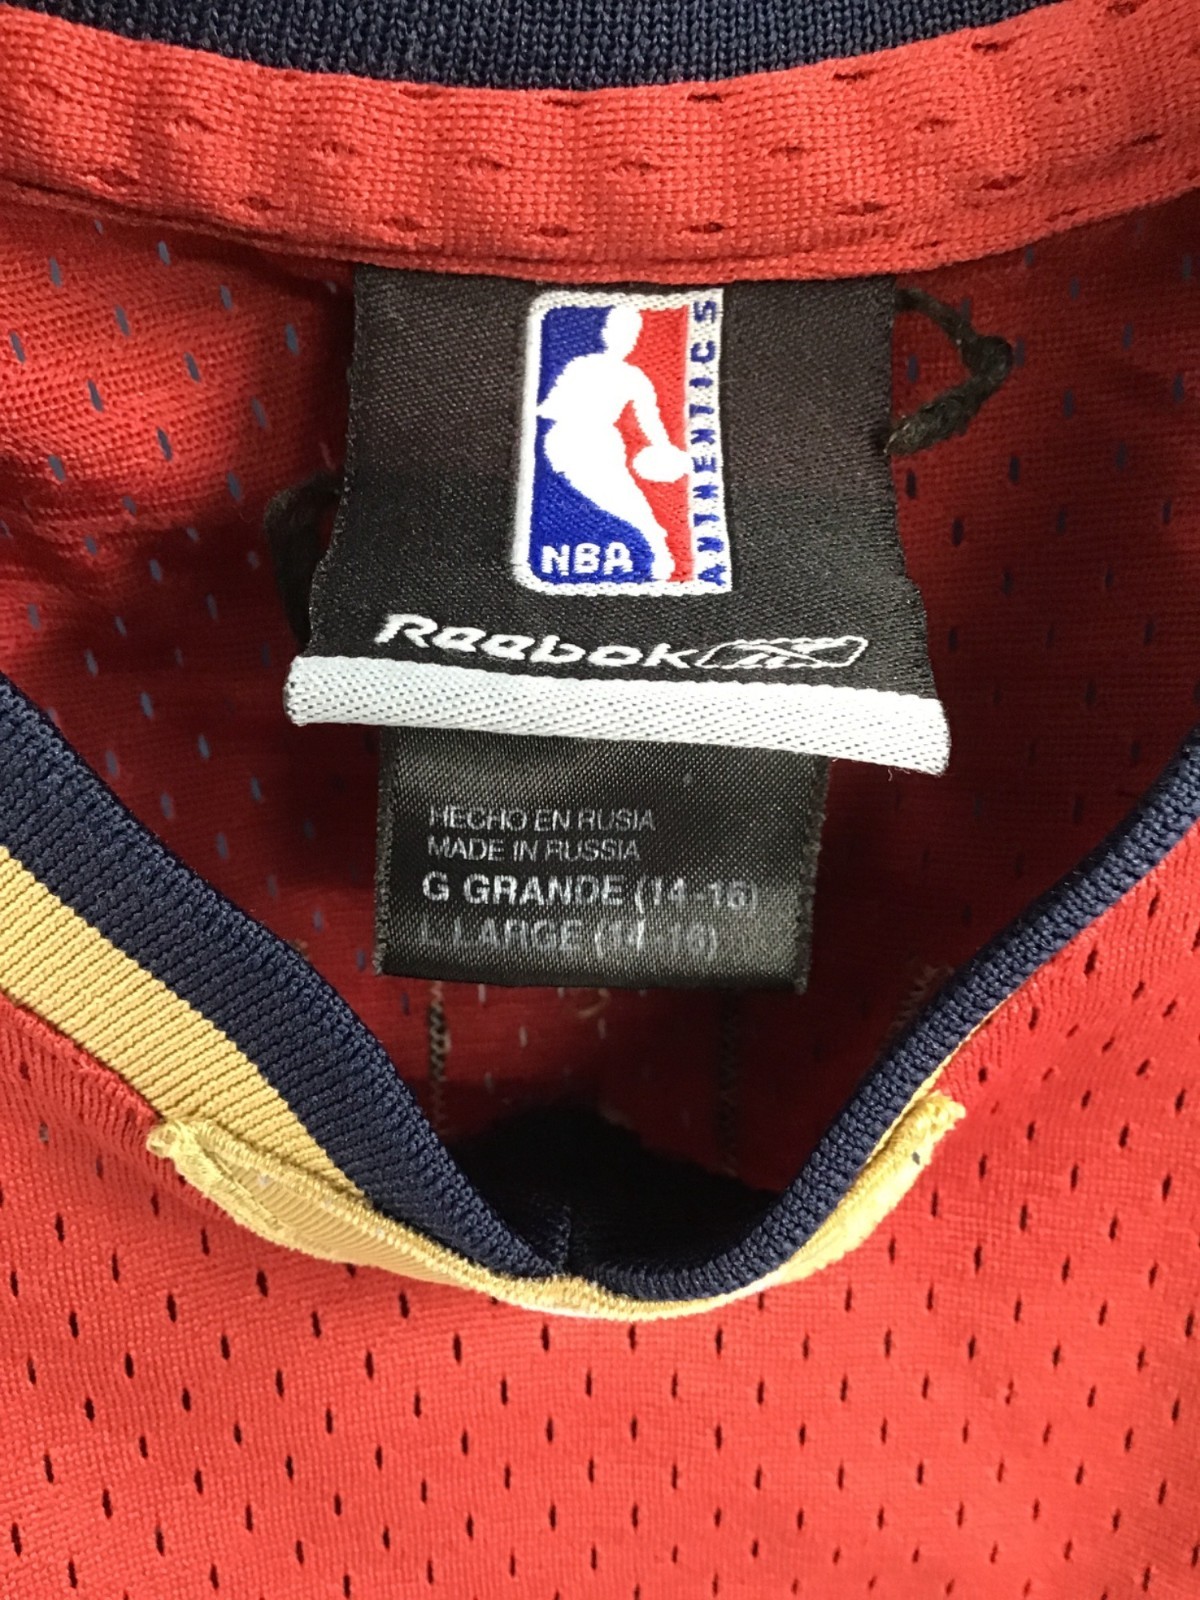 NBA
AUTHENTICS
Reebok
HECHO EN RUSIA
MADE IN RUSSIA
G GRANDE (14-16)
L LARGE (14-16)